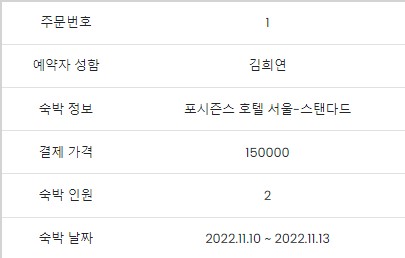 주문번호 1
예약자 성함 김희연
숙박 정보 포시즌스 호텔 서울-스탠다드
결제 가격 150000
숙박 인원 2
숙박 날짜 2022.11.10 ~ 2022.11.13